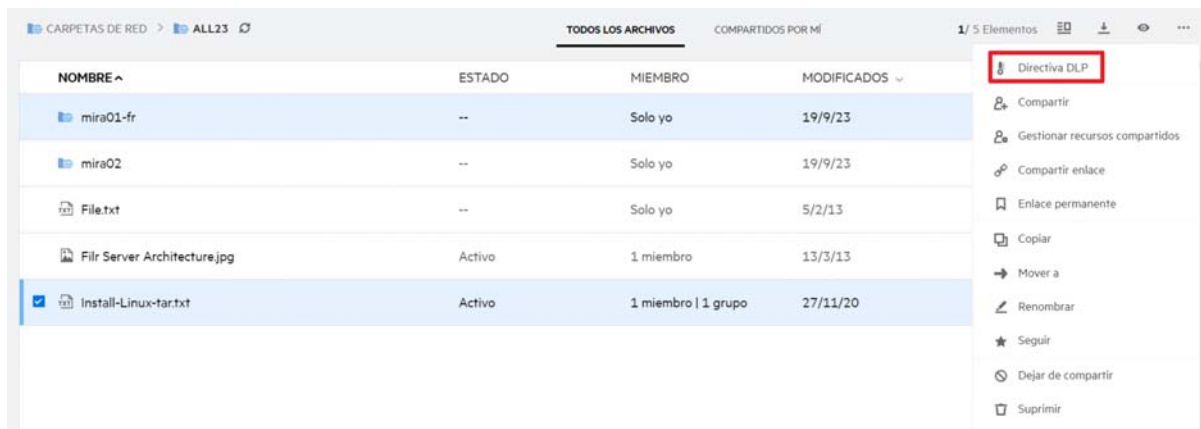 CARPETAS DE RED > ALL23
TODOS LOS ARCHIVOS COMPARTIDOS POR MÍ
1/ 5 Elementos
NOMBRE ESTADO MIEMBRO MODIFICADOS
mira01-fr -- Solo yo 19/9/23
mira02 -- Solo yo 19/9/23
TXT File.txt -- Solo yo 5/2/13
Filr Server Architecture.jpg Activo 1 miembro 13/3/13
TXT Install-Linux-tar.txt Activo 1 miembro | 1 grupo 27/11/20
Directiva DLP
Compartir
Gestionar recursos compartidos
Compartir enlace
Enlace permanente
Copiar
Mover a
Renombrar
Seguir
Dejar de compartir
Suprimir